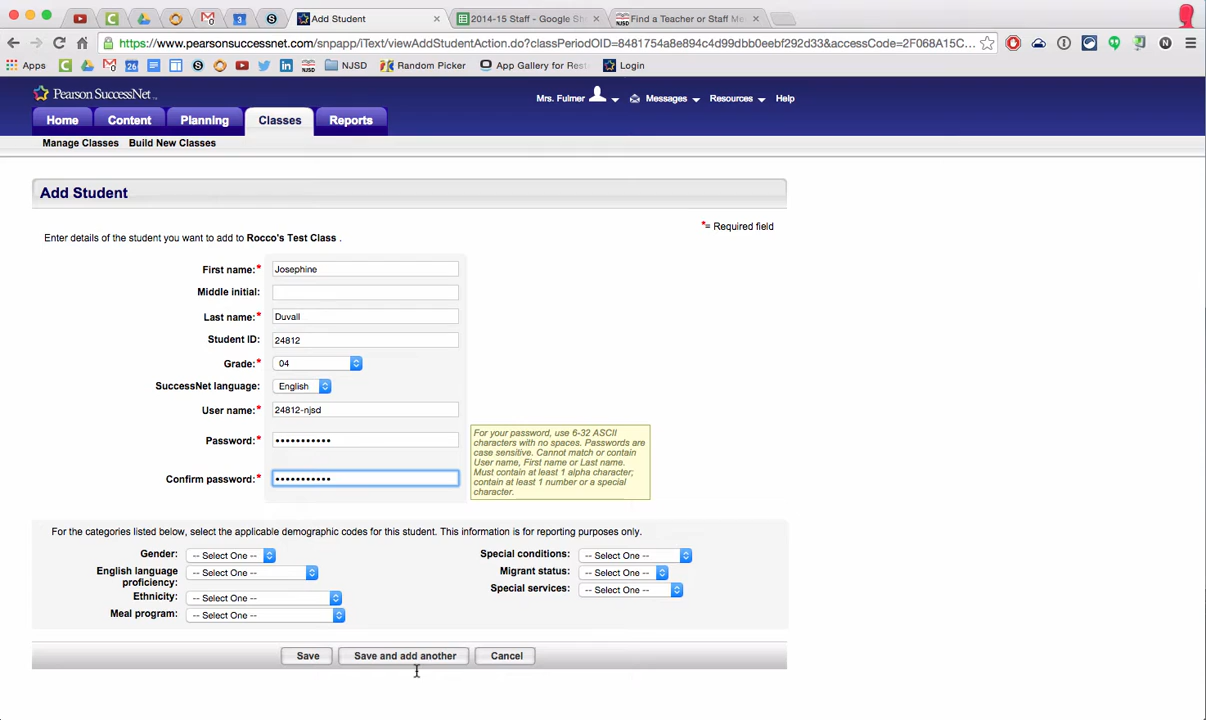 Add Student
2014-15 Staff - Google Sh
Find a Teacher or Staff Me
https://www.pearsonsuccessnet.com/snpapp/iText/viewAddStudentAction.do?classPeriodOID=8481754a8e894c4d99dbb0eebf292d33&accessCode=2F068A15C...
Apps
NJSD
Random Picker
App Gallery for Rest
Login
Pearson SuccessNet
Mrs. Fulmer
Messages
Resources
Help
Home
Content
Planning
Classes
Reports
Manage Classes
Build New Classes
Add Student
*= Required field
Enter details of the student you want to add to Rocco's Test Class .
First name:* Josephine
Middle initial:
Last name:* Duvall
Student ID: 24812
Grade:* 04
SuccessNet language: English
User name:* 24812-njsd
Password:* •••••••••••
Confirm password:* •••••••••••
For your password, use 6-32 ASCII
characters with no spaces. Passwords are
case sensitive. Cannot match or contain
User name, First name or Last name.
Must contain at least 1 alpha character;
contain at least 1 number or a special
character.
For the categories listed below, select the applicable demographic codes for this student. This information is for reporting purposes only.
Gender: -- Select One --
English language
proficiency: -- Select One --
Ethnicity: -- Select One --
Meal program: -- Select One --
Special conditions: -- Select One --
Migrant status: -- Select One --
Special services: -- Select One --
Save
Save and add another
Cancel